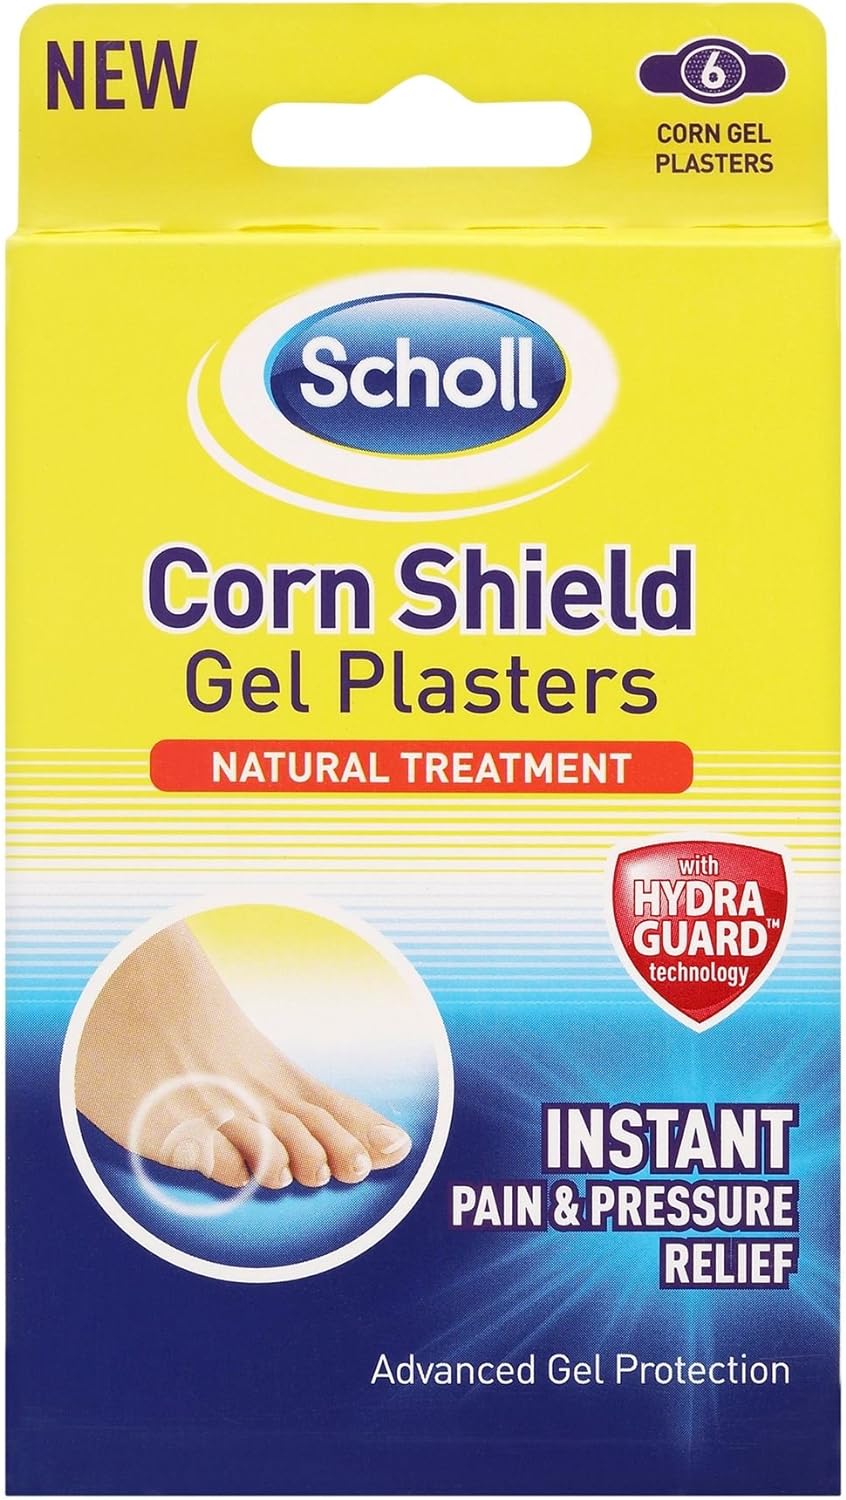 NEW
6
CORN GEL
PLASTERS
Scholl
Corn Shield
Gel Plasters
NATURAL TREATMENT
with
HYDRA
GUARD™
technology
INSTANT
PAIN & PRESSURE
RELIEF
Advanced Gel Protection